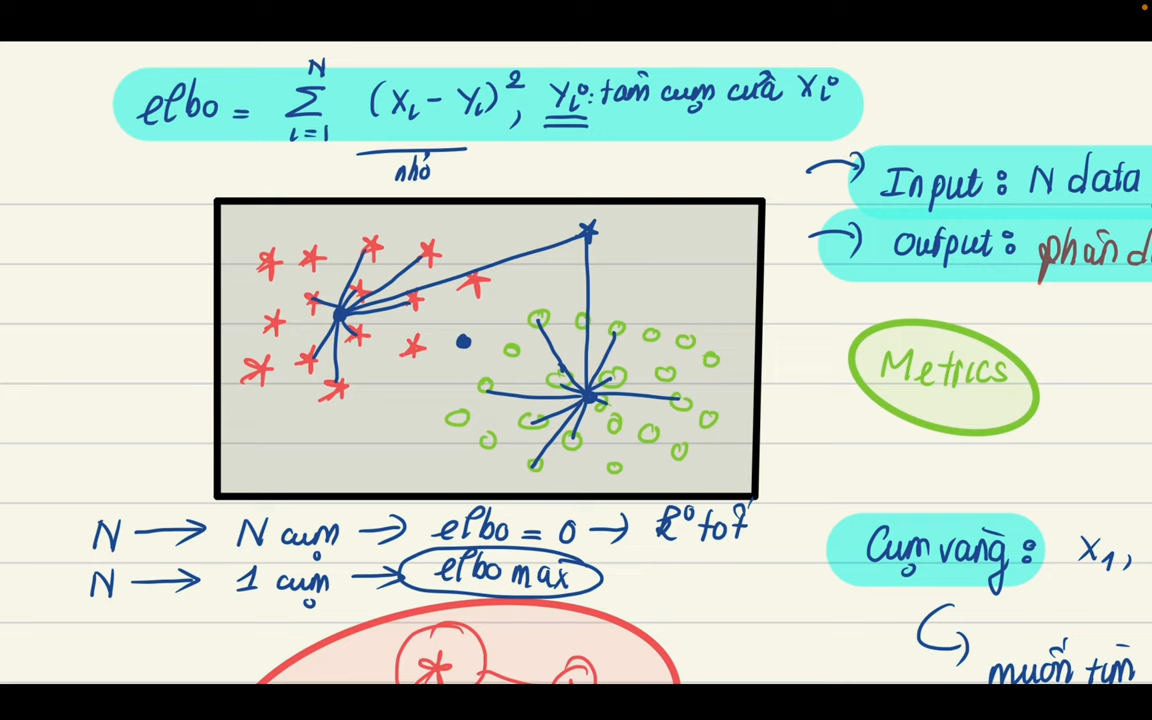 elbo = Σ_{i=1}^{N} (Xi - Yi)², Yi: tâm cụm của Xi
nhỏ
Input: N data
Output: phân d
Metrics
N → N cụm → elbo = 0 → k° tốt
N → 1 cụm → elbo max
Cụm vàng: X1,
muốn tìm